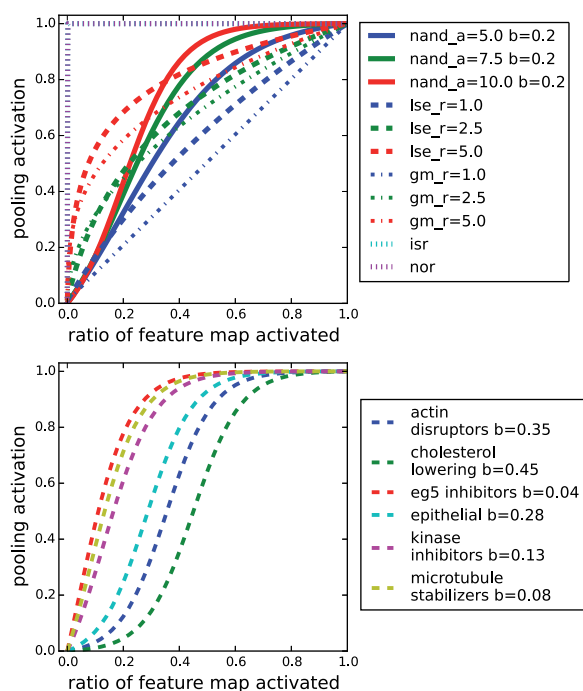 pooling activation
1.0
0.8
0.6
0.4
0.2
0.0
0.0 0.2 0.4 0.6 0.8 1.0
ratio of feature map activated
nand_a=5.0 b=0.2
nand_a=7.5 b=0.2
nand_a=10.0 b=0.2
lse_r=1.0
lse_r=2.5
lse_r=5.0
gm_r=1.0
gm_r=2.5
gm_r=5.0
isr
nor
pooling activation
1.0
0.8
0.6
0.4
0.2
0.0
0.0 0.2 0.4 0.6 0.8 1.0
ratio of feature map activated
actin
disruptors b=0.35
cholesterol
lowering b=0.45
eg5 inhibitors b=0.04
epithelial b=0.28
kinase
inhibitors b=0.13
microtubule
stabilizers b=0.08